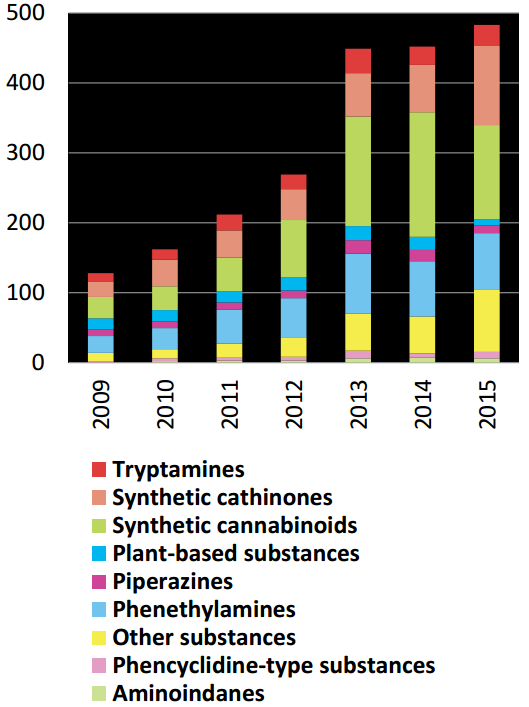 500
400
300
200
100
0
2009 2010 2011 2012 2013 2014 2015
Tryptamines
Synthetic cathinones
Synthetic cannabinoids
Plant-based substances
Piperazines
Phenethylamines
Other substances
Phencyclidine-type substances
Aminoindanes